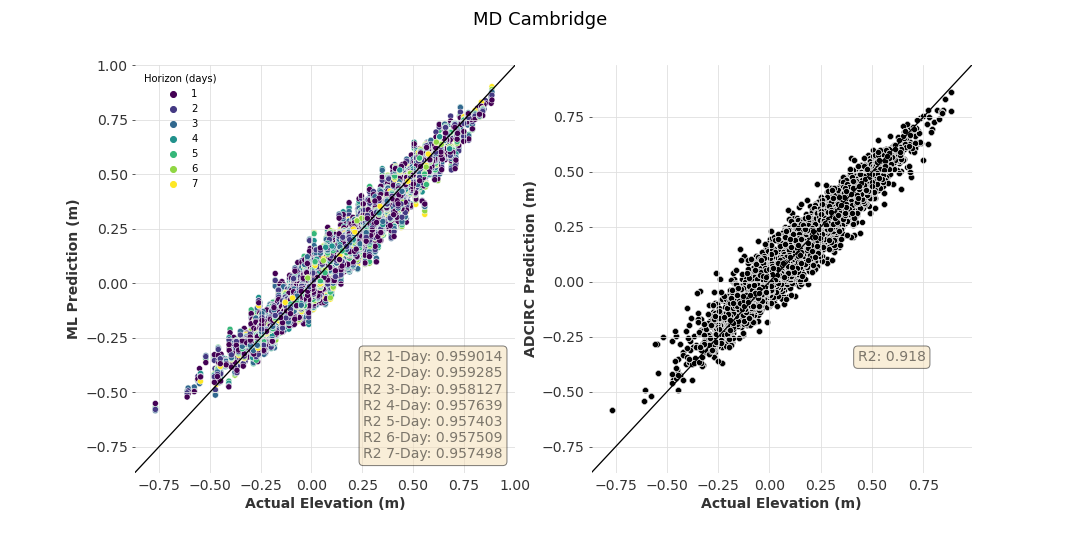 MD Cambridge
ML Prediction (m)
1.00
0.75
0.50
0.25
0.00
−0.25
−0.50
−0.75
Horizon (days)
1
2
3
4
5
6
7
R2 1-Day: 0.959014
R2 2-Day: 0.959285
R2 3-Day: 0.958127
R2 4-Day: 0.957639
R2 5-Day: 0.957403
R2 6-Day: 0.957509
R2 7-Day: 0.957498
−0.75 −0.50 −0.25 0.00 0.25 0.50 0.75 1.00
Actual Elevation (m)
ADCIRC Prediction (m)
0.75
0.50
0.25
0.00
−0.25
−0.50
−0.75
R2: 0.918
−0.75 −0.50 −0.25 0.00 0.25 0.50 0.75
Actual Elevation (m)